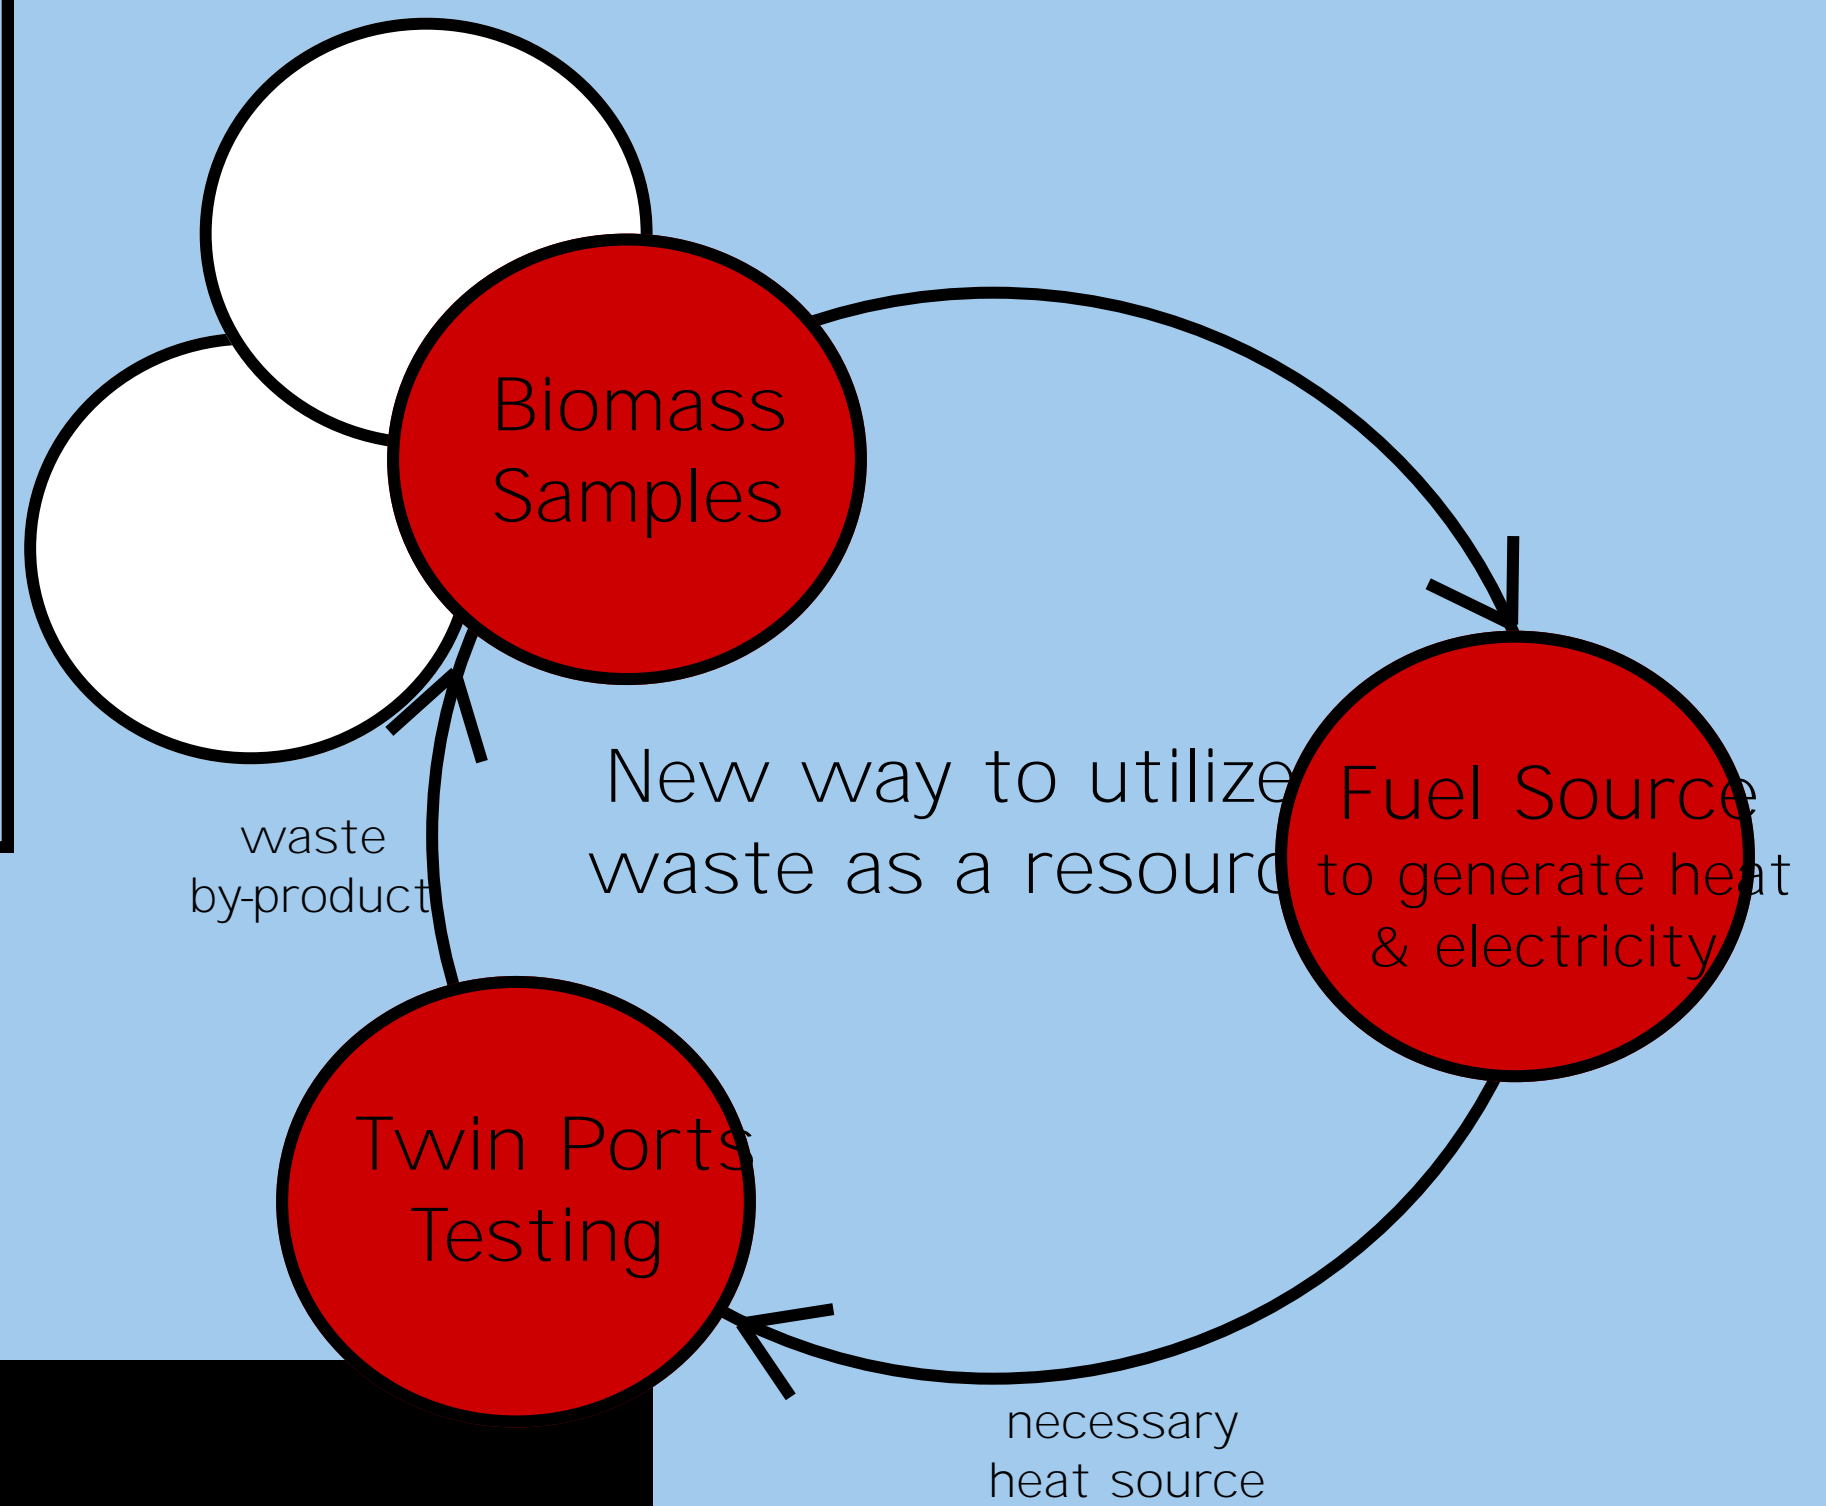 Biomass
Samples
New way to utilize
waste as a resourc
Fuel Source
to generate heat
& electricity
waste
by-product
Twin Ports
Testing
necessary
heat source